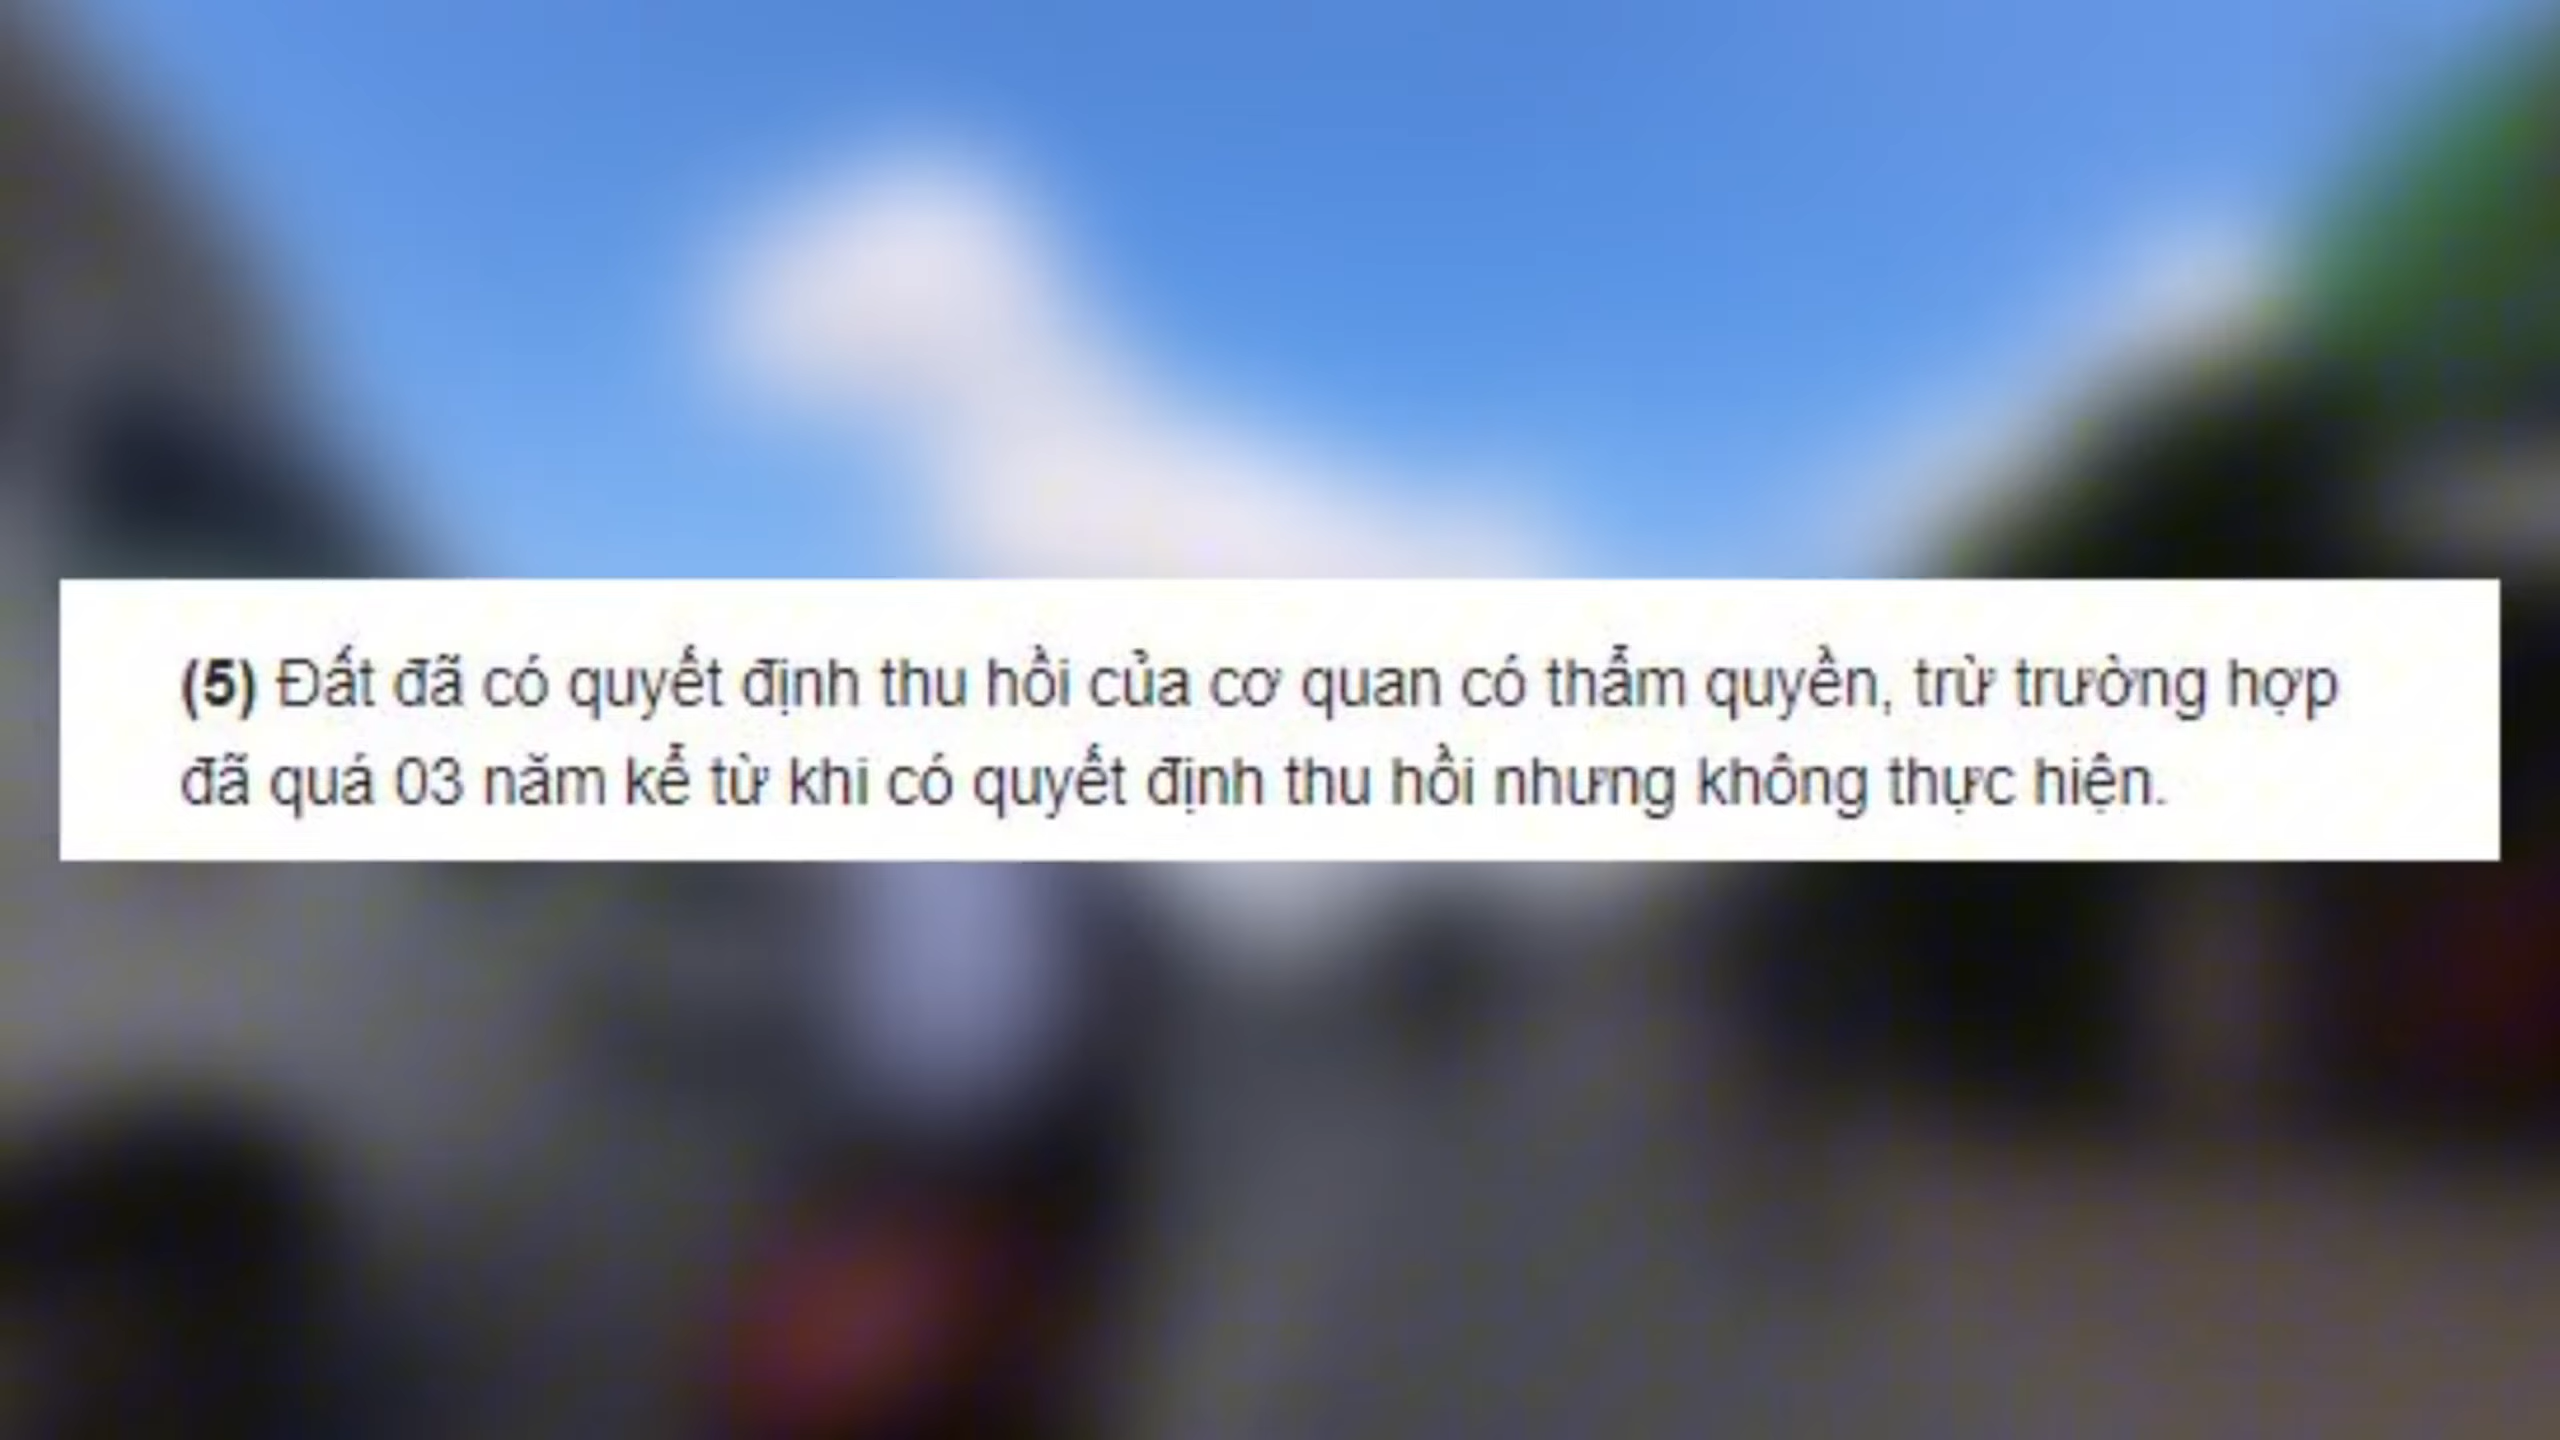 (5) Đất đã có quyết định thu hồi của cơ quan có thẩm quyền, trừ trường hợp
đã quá 03 năm kể từ khi có quyết định thu hồi nhưng không thực hiện.